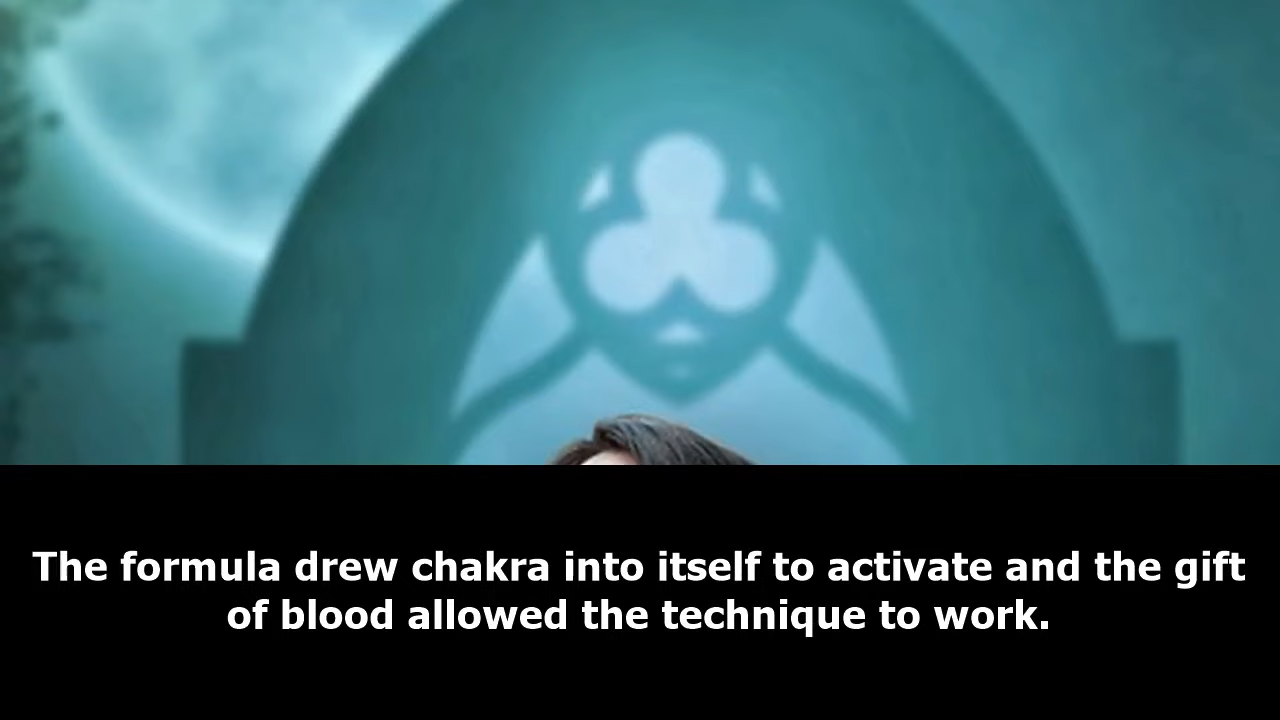 The formula drew chakra into itself to activate and the gift
of blood allowed the technique to work.